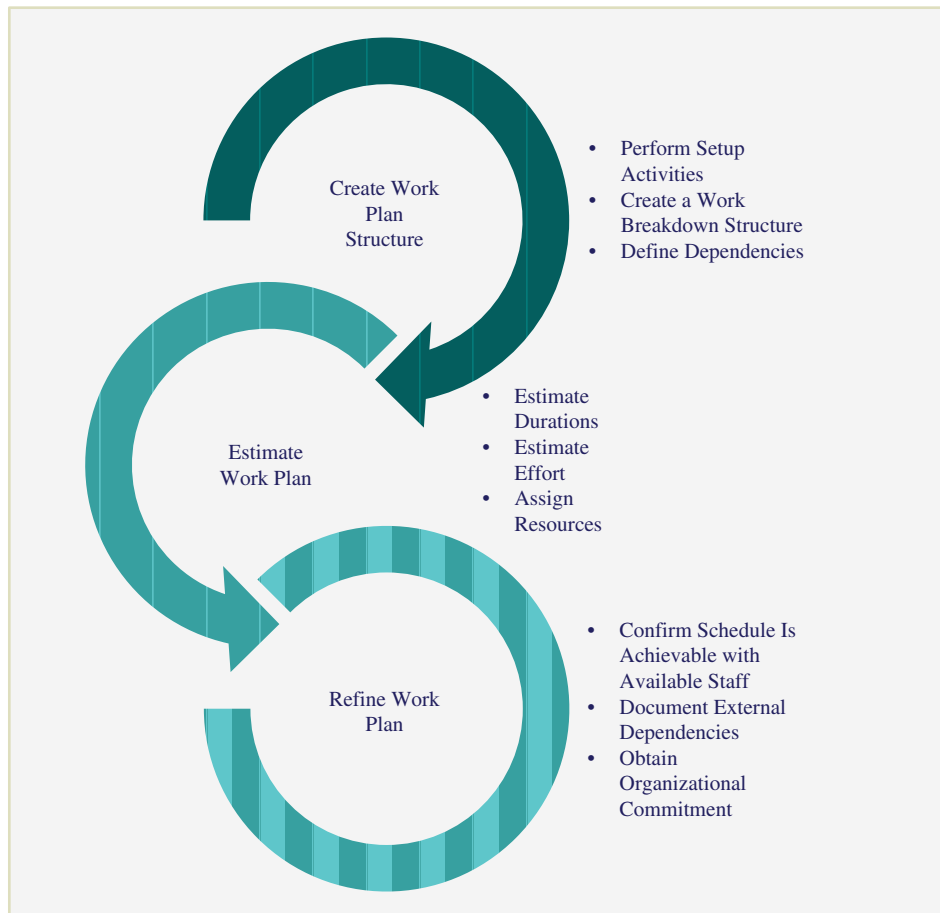 Create Work
Plan
Structure
• Perform Setup
Activities
• Create a Work
Breakdown Structure
• Define Dependencies
Estimate
Work Plan
• Estimate
Durations
• Estimate
Effort
• Assign
Resources
Refine Work
Plan
• Confirm Schedule Is
Achievable with
Available Staff
• Document External
Dependencies
• Obtain
Organizational
Commitment